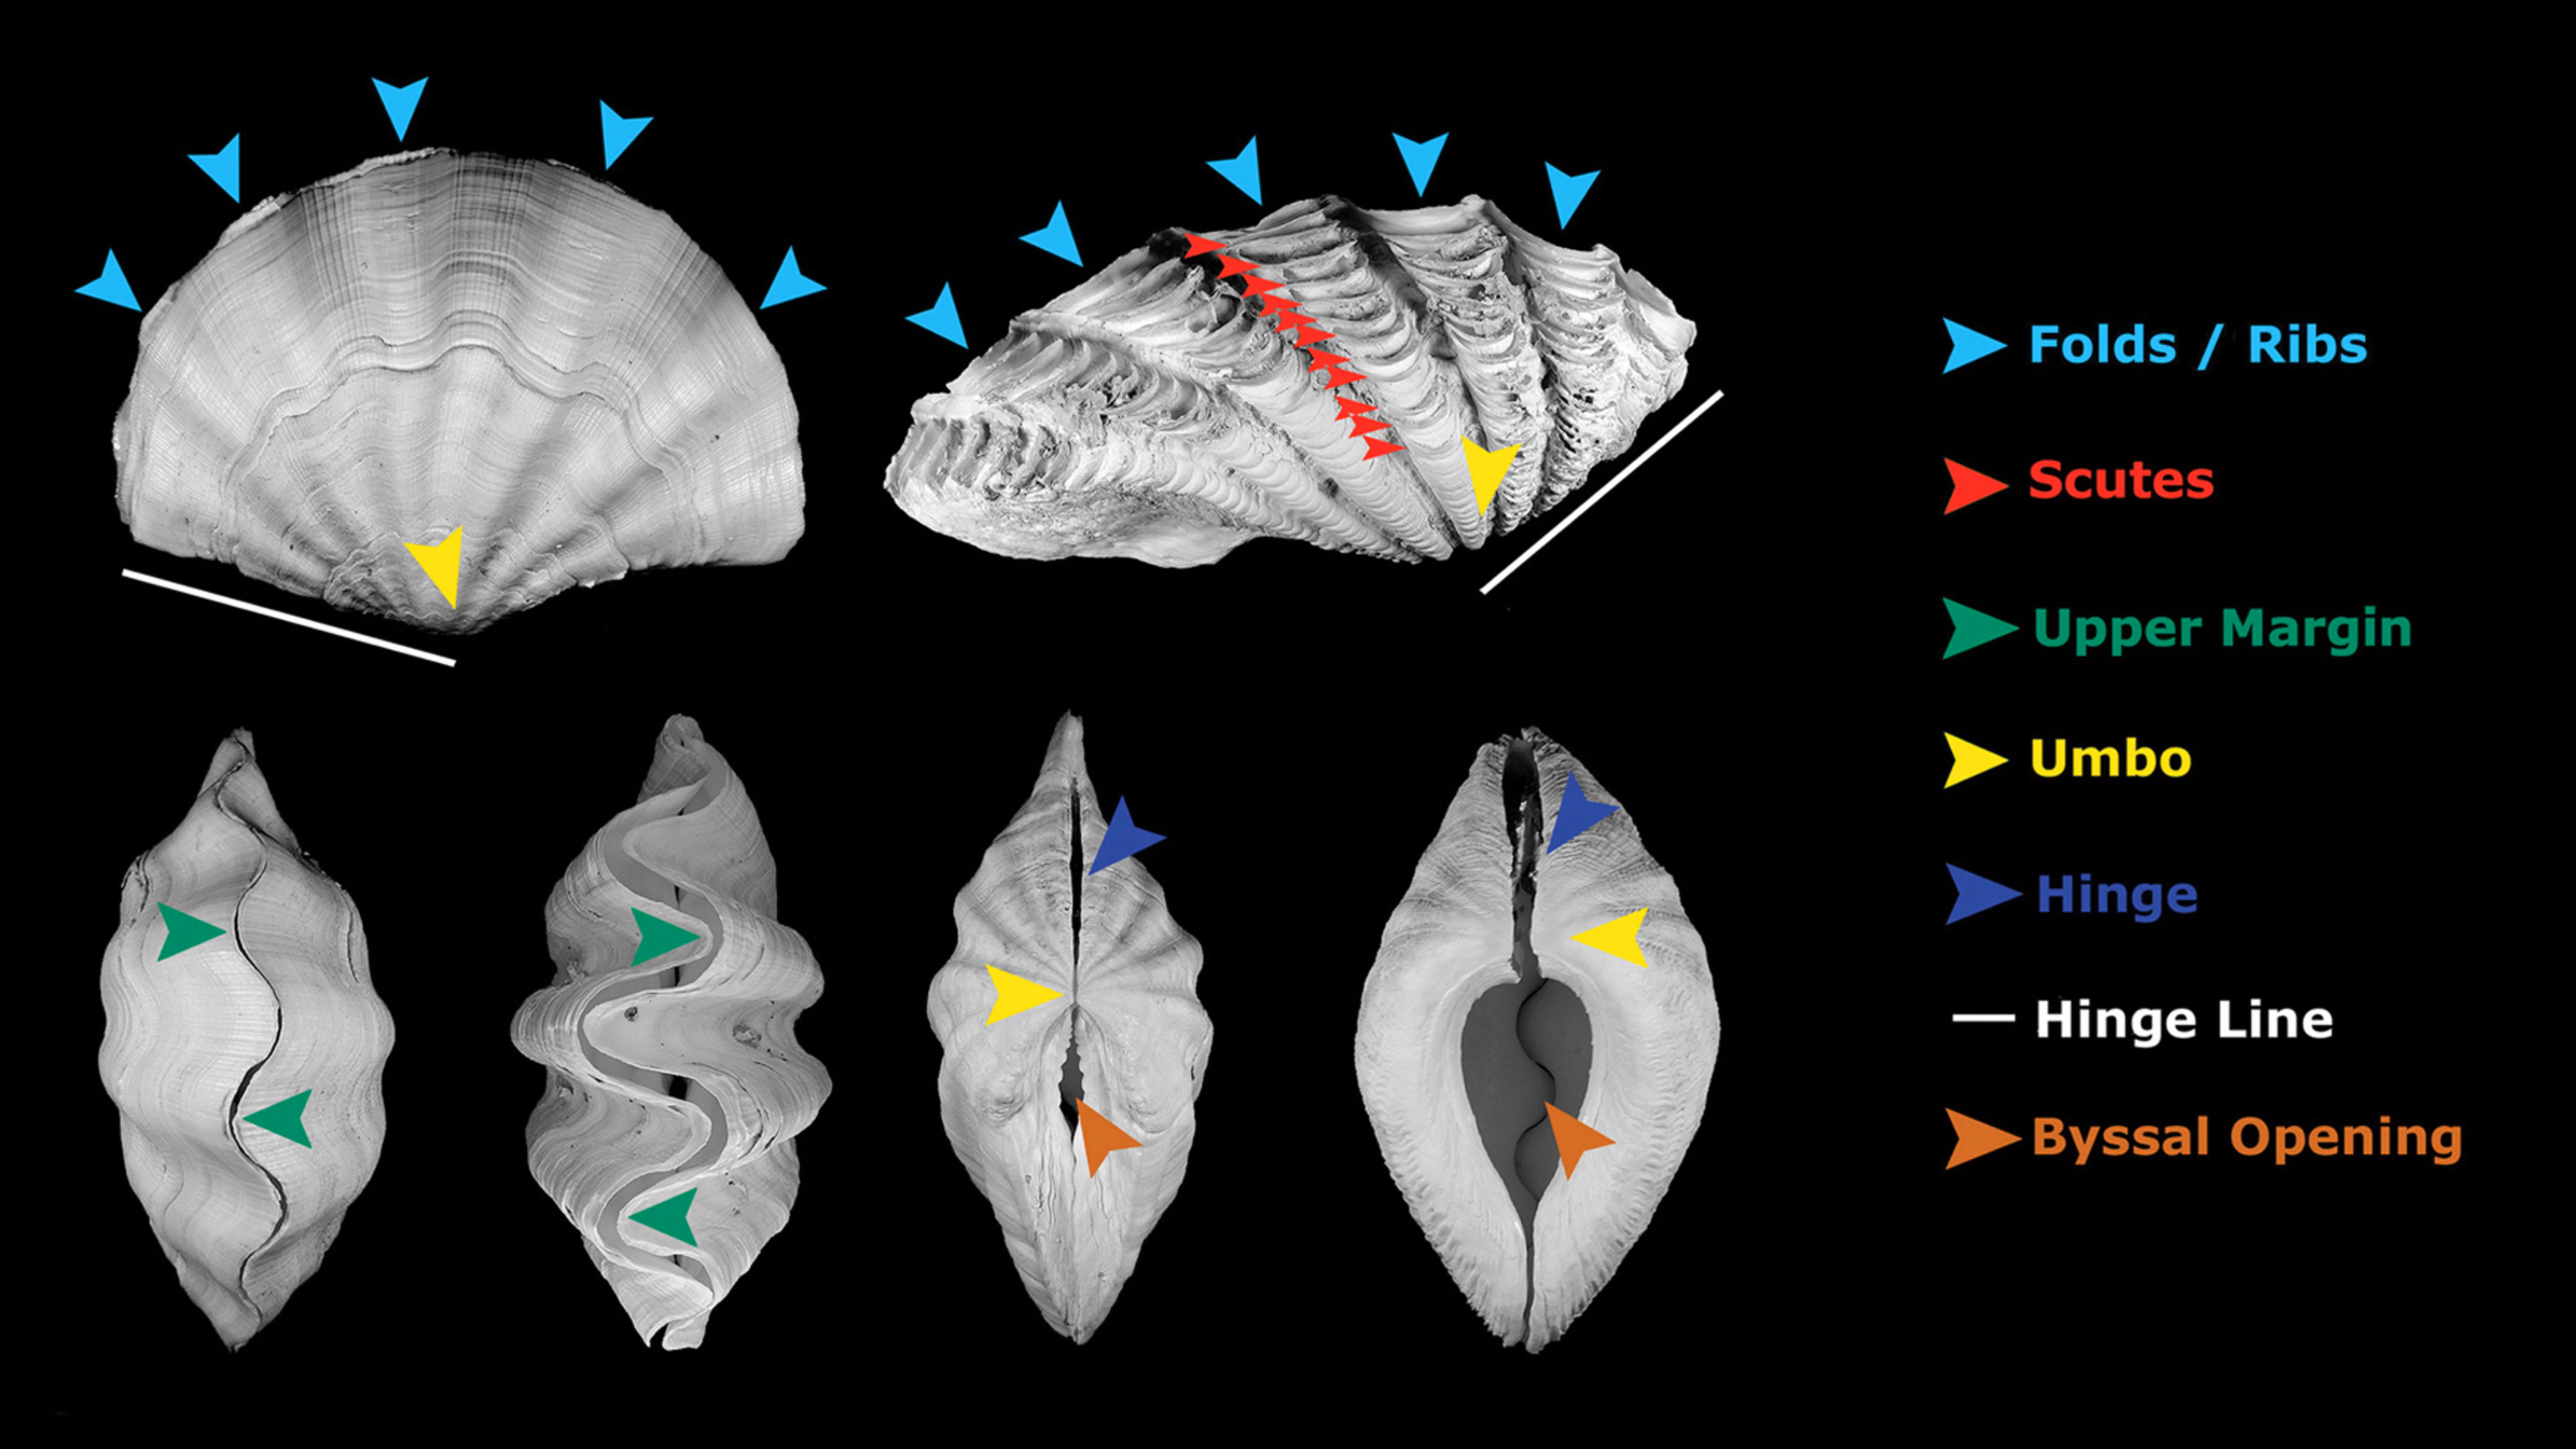 Folds / Ribs
Scutes
Upper Margin
Umbo
Hinge
Hinge Line
Byssal Opening